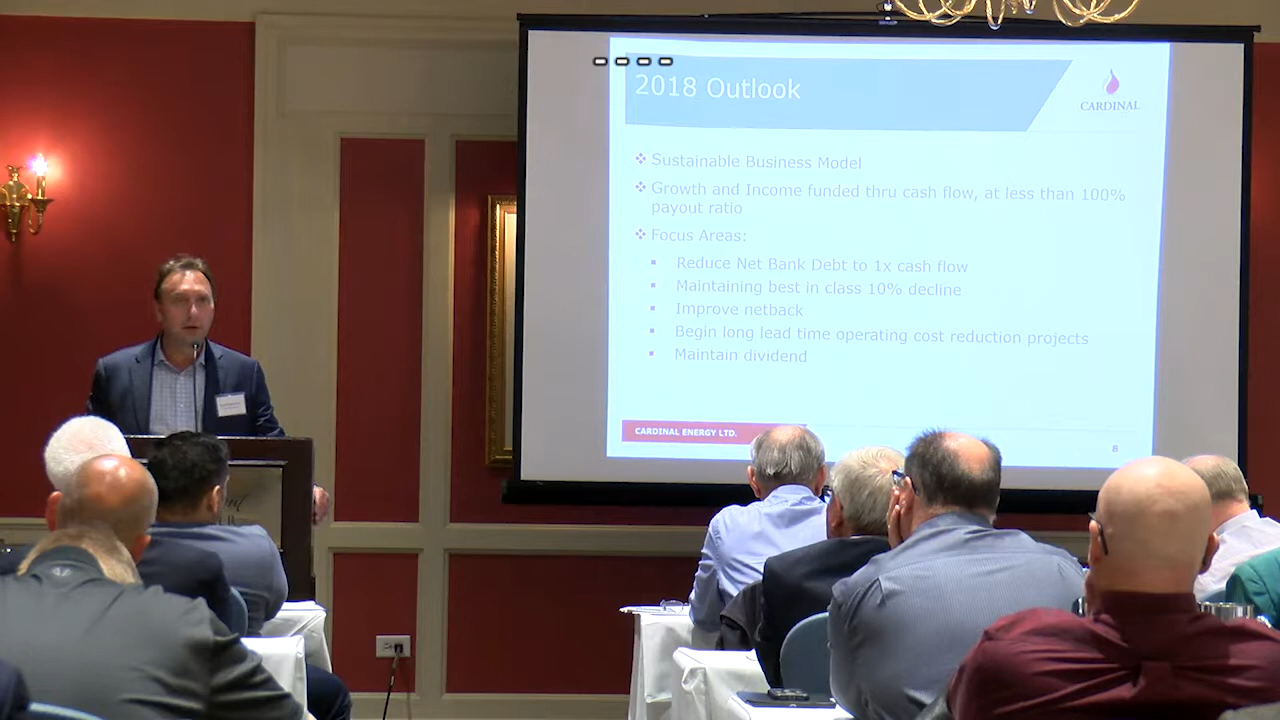 2018 Outlook
CARDINAL
Sustainable Business Model
Growth and Income funded thru cash flow, at less than 100%
payout ratio
Focus Areas:
Reduce Net Bank Debt to 1x cash flow
Maintaining best in class 10% decline
Improve netback
Begin long lead time operating cost reduction projects
Maintain dividend
CARDINAL ENERGY LTD.
8